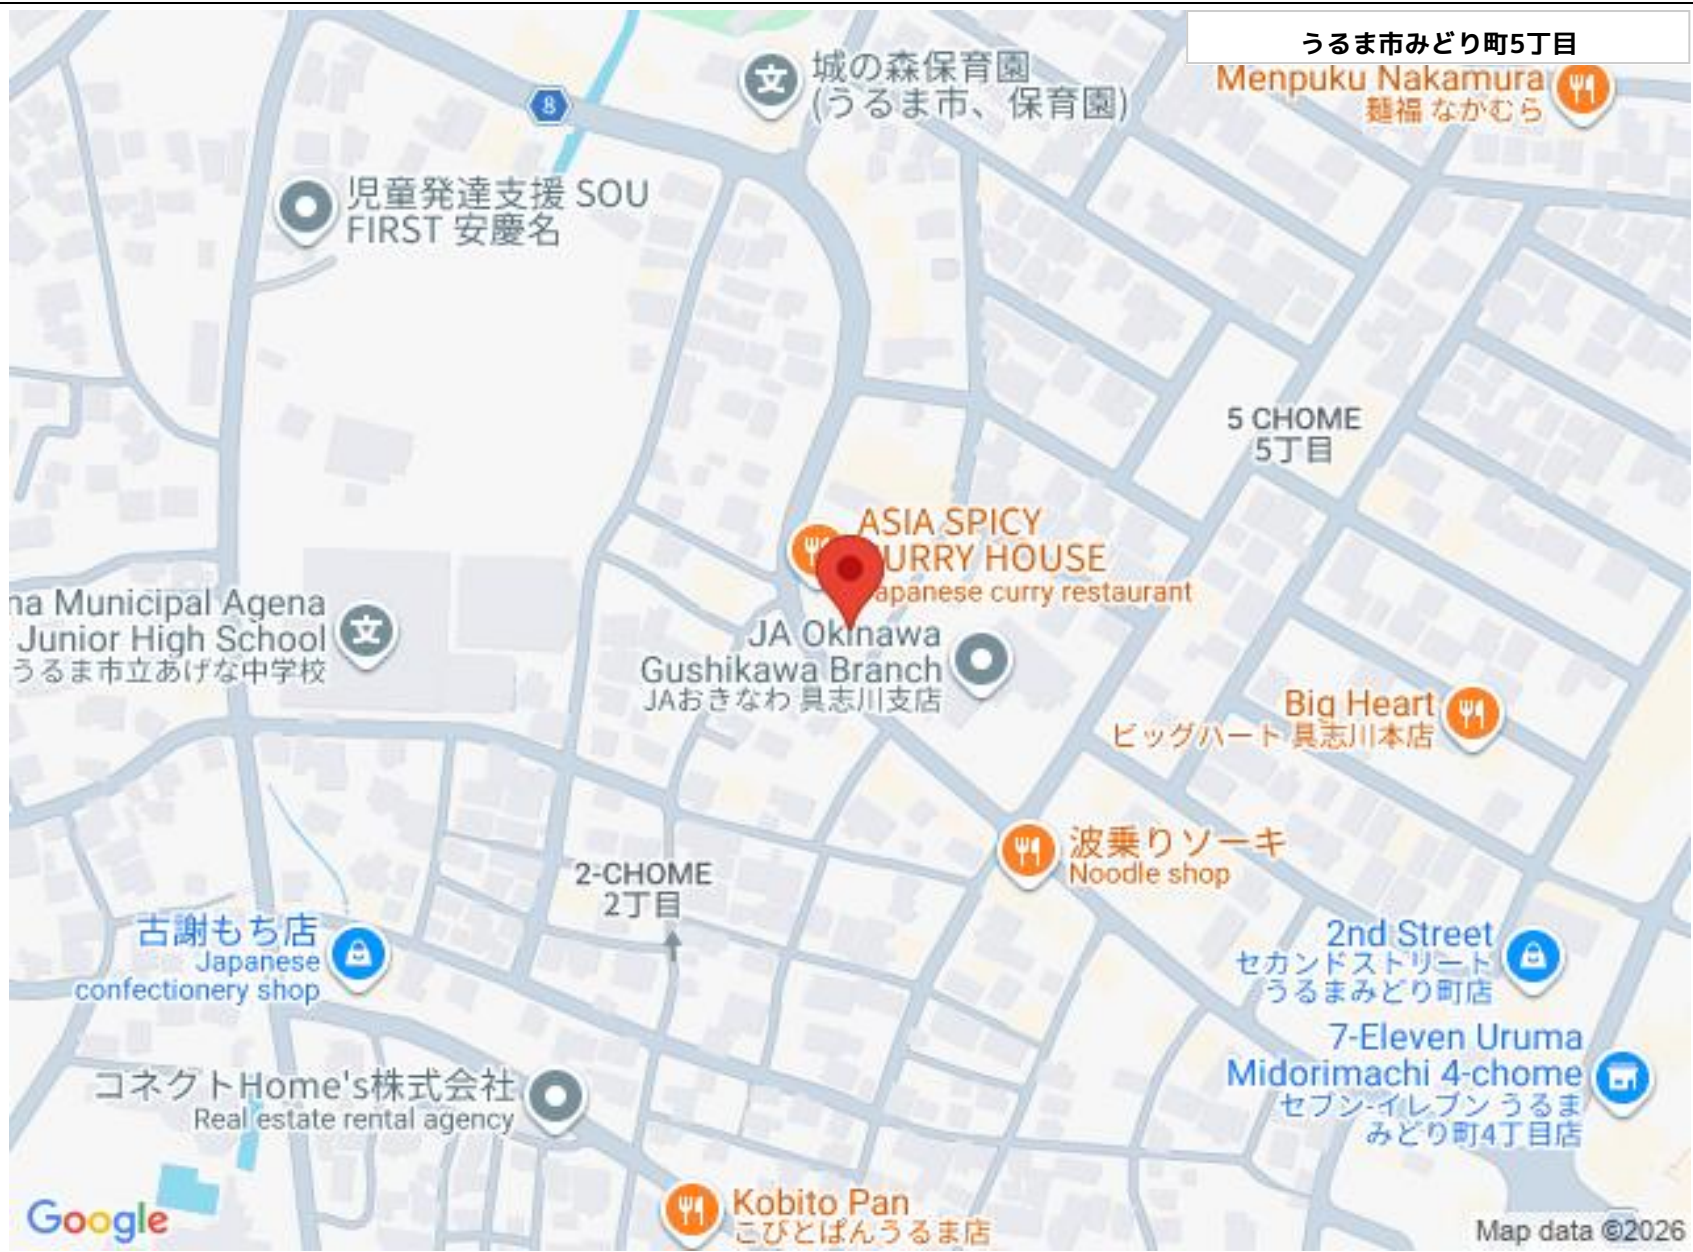 うるま市みどり町5丁目
城の森保育園
(うるま市、保育園)
Menpuku Nakamura
麺福 なかむら
8
児童発達支援 SOU
FIRST 安慶名
5 CHOME
5丁目
ASIA SPICY
CURRY HOUSE
Japanese curry restaurant
na Municipal Agena
Junior High School
うるま市立あげな中学校
JA Okinawa
Gushikawa Branch
JAおきなわ 具志川支店
Big Heart
ビッグハート 具志川本店
波乗りソーキ
Noodle shop
2-CHOME
2丁目
古謝もち店
Japanese
confectionery shop
2nd Street
セカンドストリート
うるまみどり町店
7-Eleven Uruma
Midorimachi 4-chome
セブン-イレブン うるま
みどり町4丁目店
コネクトHome's株式会社
Real estate rental agency
Kobito Pan
こびとぱんうるま店
Google
Map data ©2026